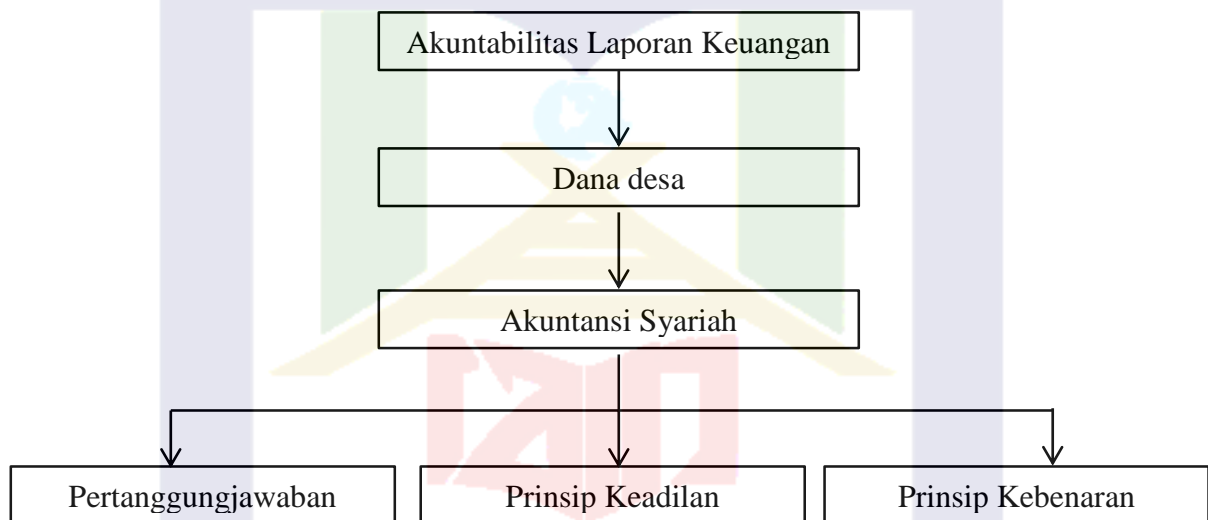 Akuntabilitas Laporan Keuangan
Dana desa
Akuntansi Syariah
Pertanggungjawaban
Prinsip Keadilan
Prinsip Kebenaran